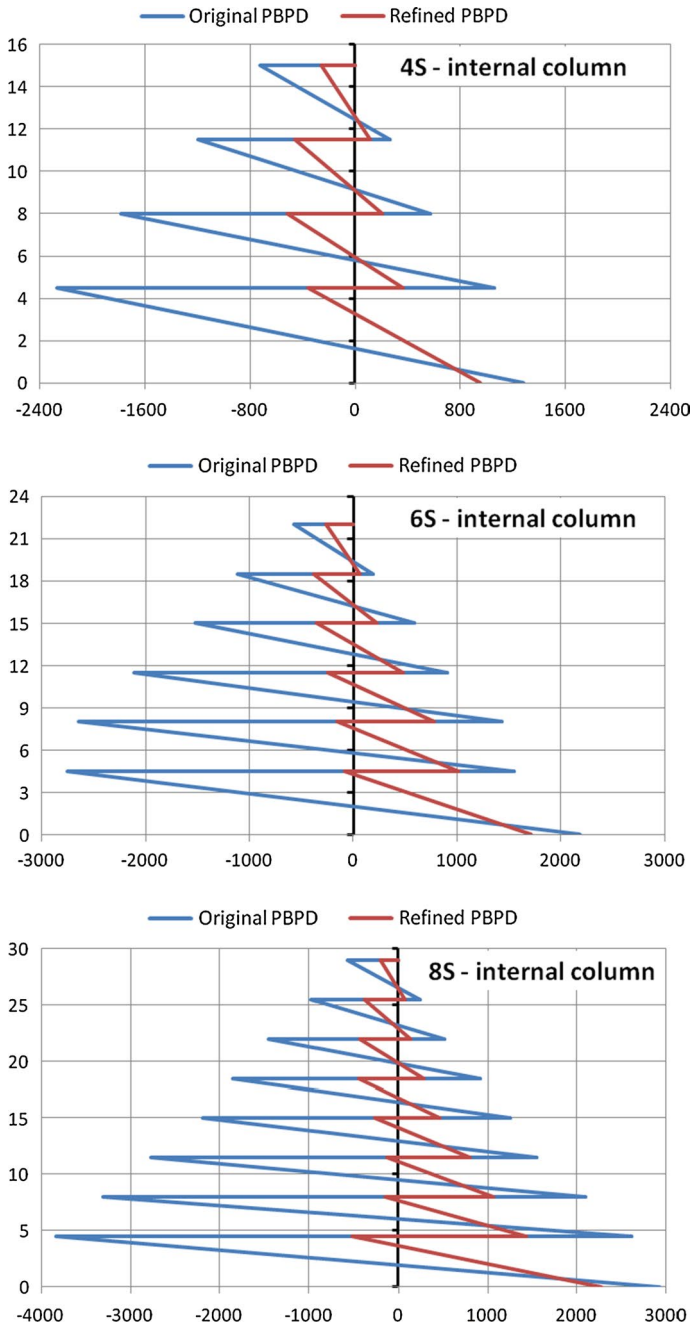 Original PBPD Refined PBPD
4S - internal column
16
14
12
10
8
6
4
2
0
-2400 -1600 -800 0 800 1600 2400
Original PBPD Refined PBPD
6S - internal column
24
21
18
15
12
9
6
3
0
-3000 -2000 -1000 0 1000 2000 3000
Original PBPD Refined PBPD
8S - internal column
30
25
20
15
10
5
0
-4000 -3000 -2000 -1000 0 1000 2000 3000